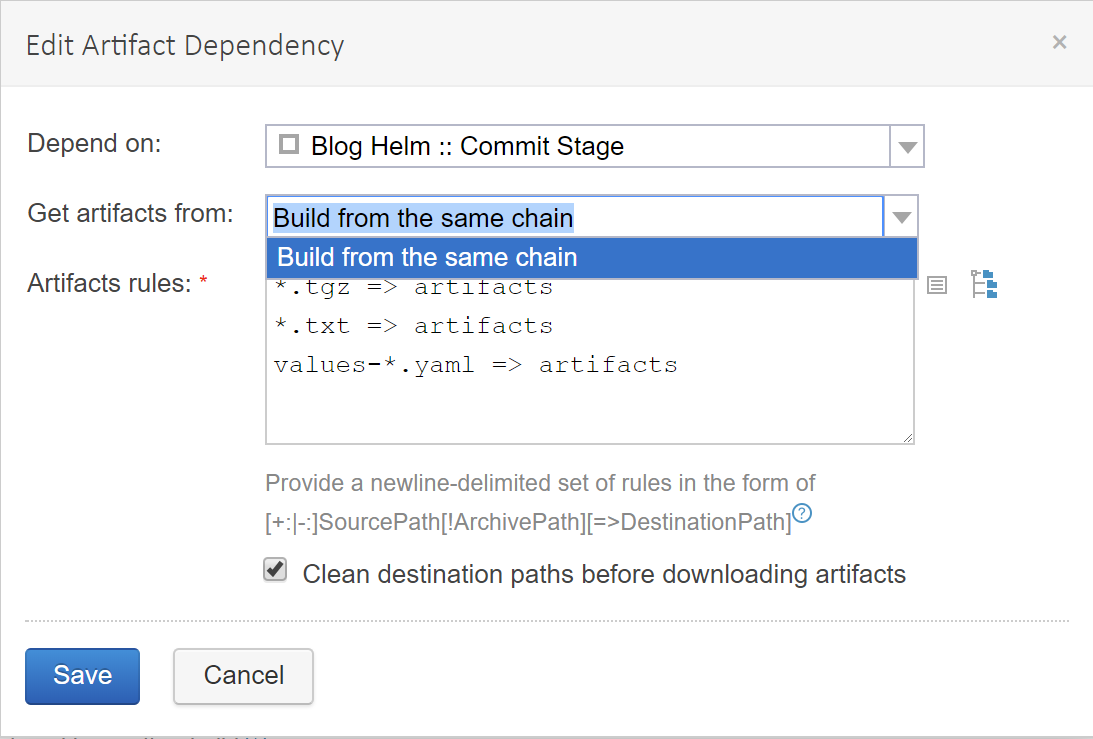 Edit Artifact Dependency
×
Depend on:
Blog Helm :: Commit Stage
Get artifacts from:
Build from the same chain
Build from the same chain
Artifacts rules: *
*.tgz => artifacts
*.txt => artifacts
values-*.yaml => artifacts
Provide a newline-delimited set of rules in the form of
[+:|-:]SourcePath[!ArchivePath][=>DestinationPath]?
Clean destination paths before downloading artifacts
Save
Cancel